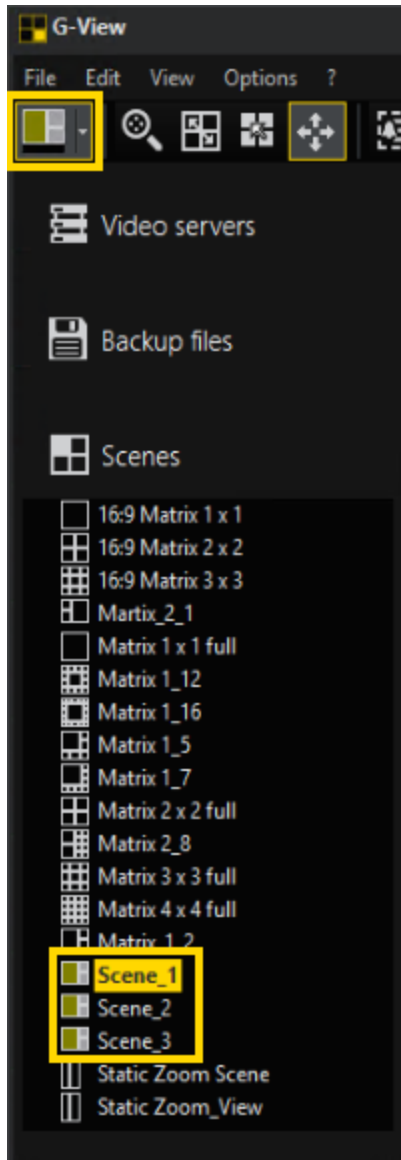 G-View
File Edit View Options ?
Video servers
Backup files
Scenes
16:9 Matrix 1 x 1
16:9 Matrix 2 x 2
16:9 Matrix 3 x 3
Martix_2_1
Matrix 1 x 1 full
Matrix 1_12
Matrix 1_16
Matrix 1_5
Matrix 1_7
Matrix 2 x 2 full
Matrix 2_8
Matrix 3 x 3 full
Matrix 4 x 4 full
Matrix 1_2
Scene_1
Scene_2
Scene_3
Static Zoom Scene
Static Zoom_View